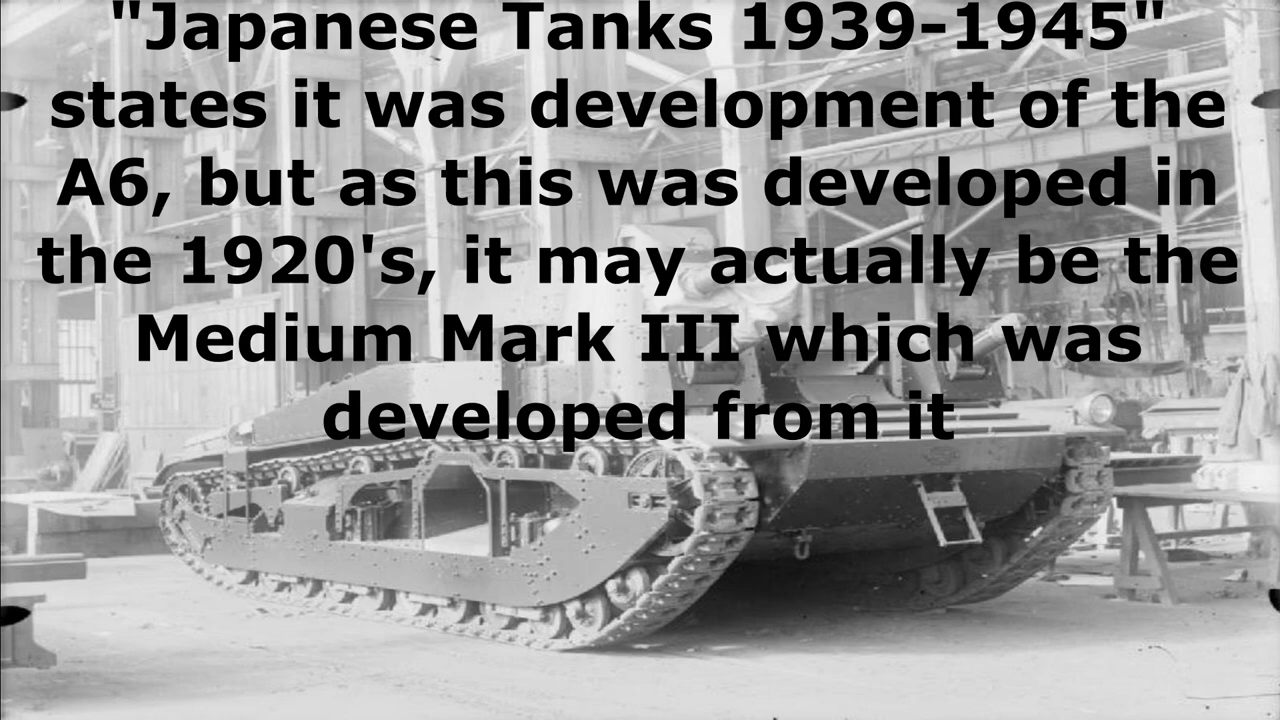 "Japanese Tanks 1939-1945"
states it was development of the
A6, but as this was developed in
the 1920's, it may actually be the
Medium Mark III which was
developed from it